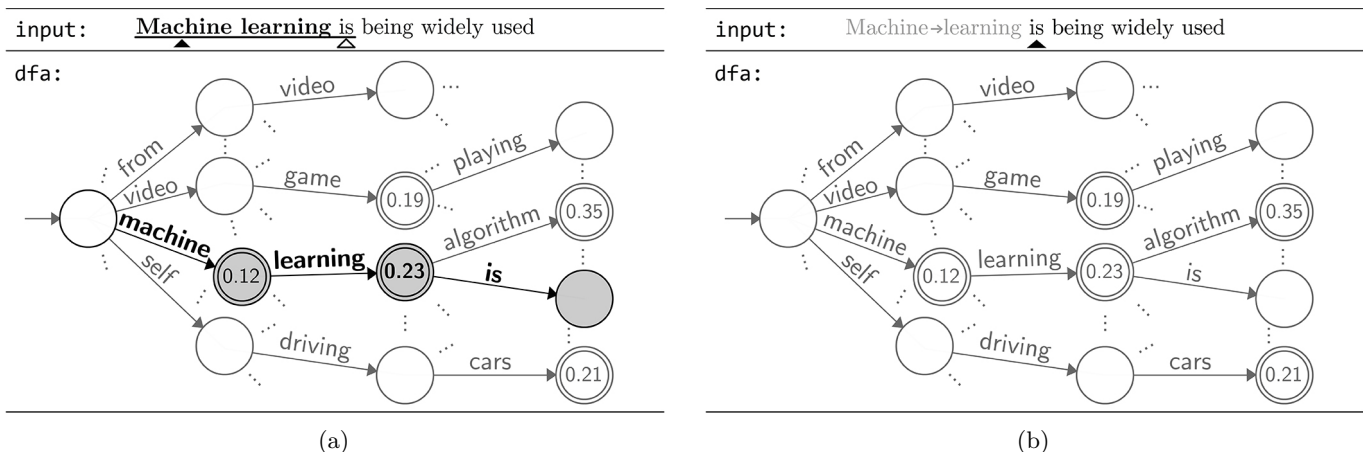 input: Machine learning is being widely used
dfa:
video
from
playing
video
game
0.19
algorithm
0.35
machine
learning
0.12
0.23
is
self
driving
cars
0.21
(a)
input: Machine→learning is being widely used
dfa:
video
from
playing
video
game
0.19
algorithm
0.35
machine
learning
0.12
0.23
is
self
driving
cars
0.21
(b)